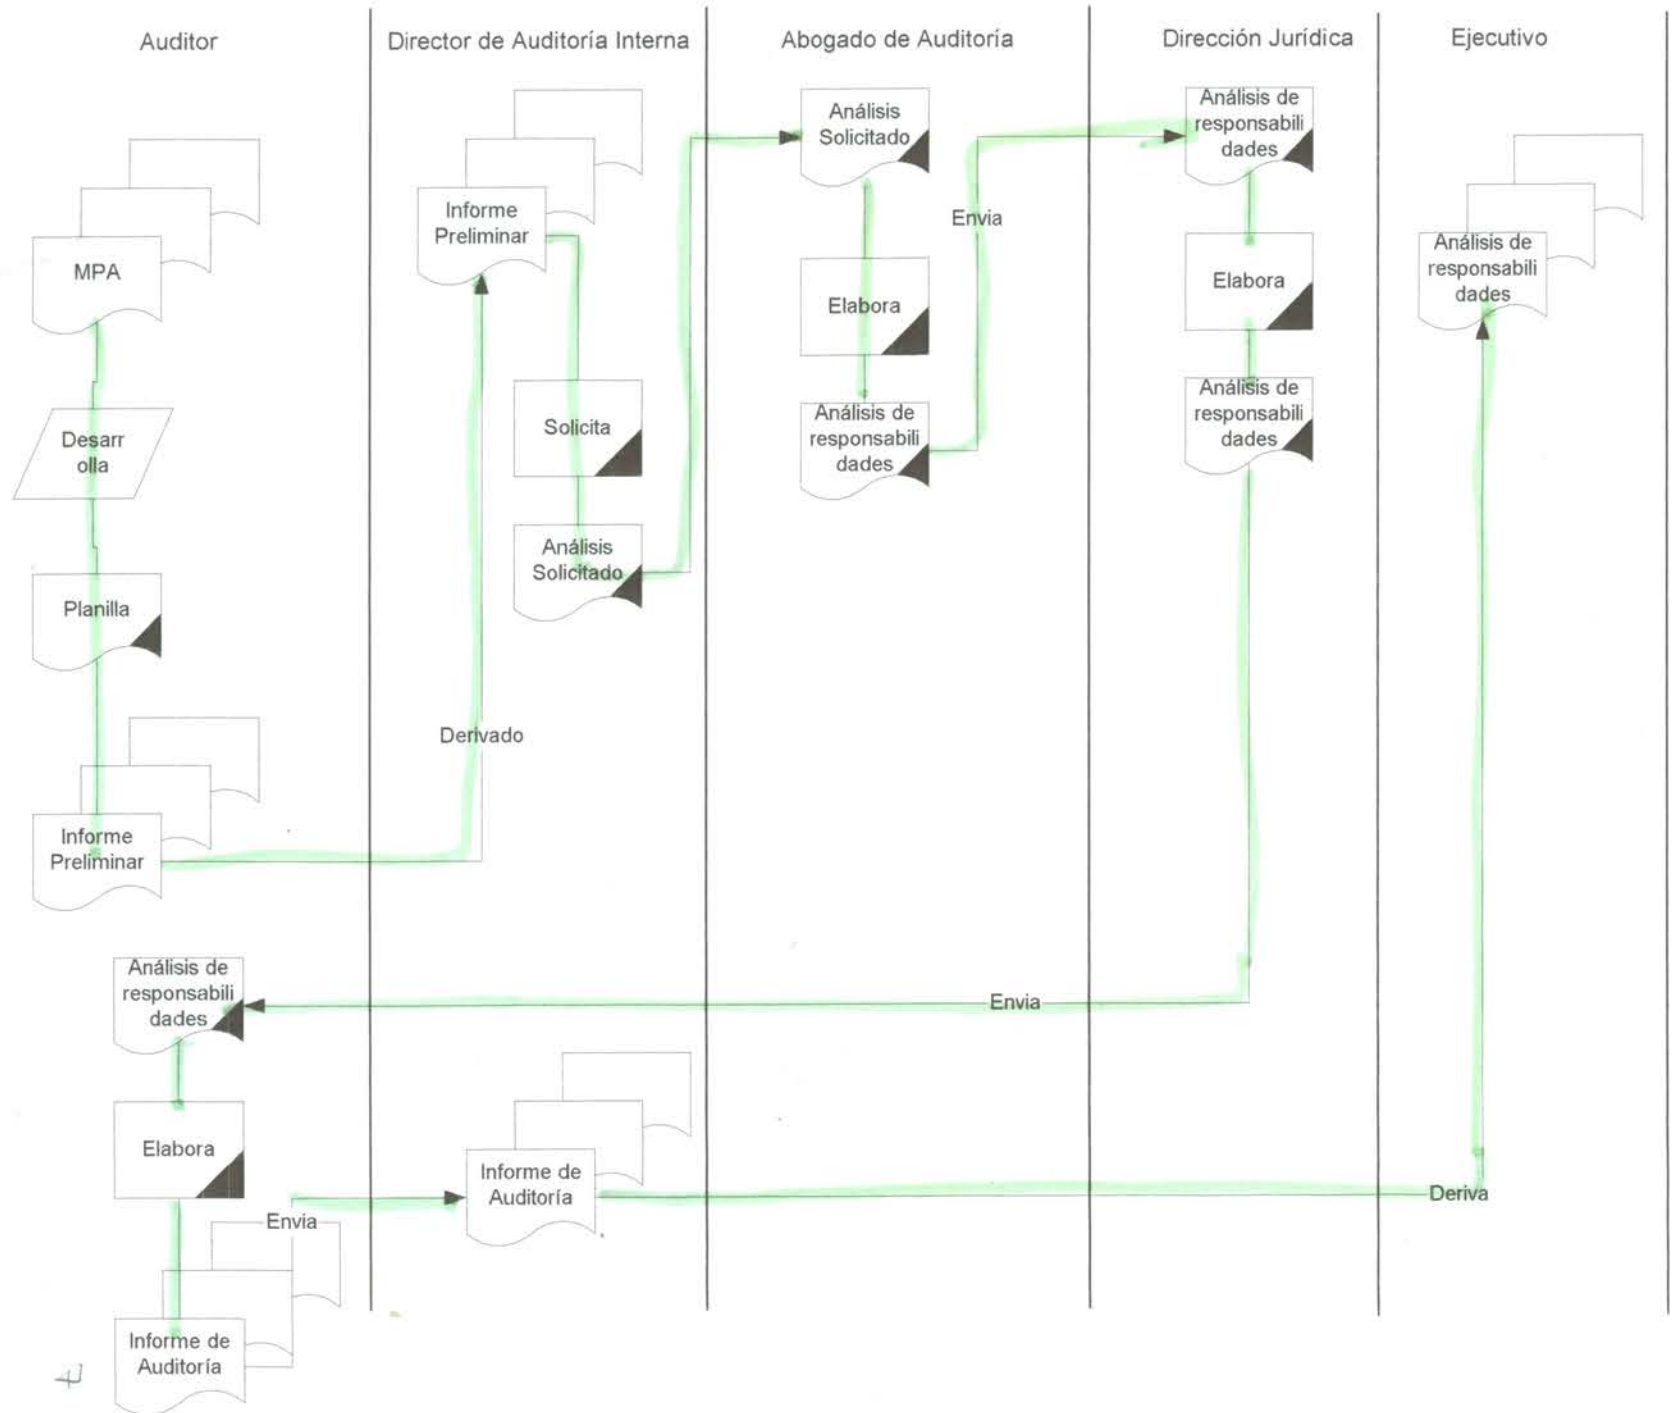 Auditor
Director de Auditoría Interna
Abogado de Auditoría
Dirección Jurídica
Ejecutivo
MPA
Desarr
olla
Planilla
Informe
Preliminar
Derivado
Informe
Preliminar
Solicita
Análisis
Solicitado
Análisis
Solicitado
Elabora
Análisis de
responsabili
dades
Envia
Análisis de
responsabili
dades
Elabora
Análisis de
responsabili
dades
Envia
Análisis de
responsabili
dades
Elabora
Informe de
Auditoría
Envia
Informe de
Auditoría
Deriva
Análisis de
responsabili
dades